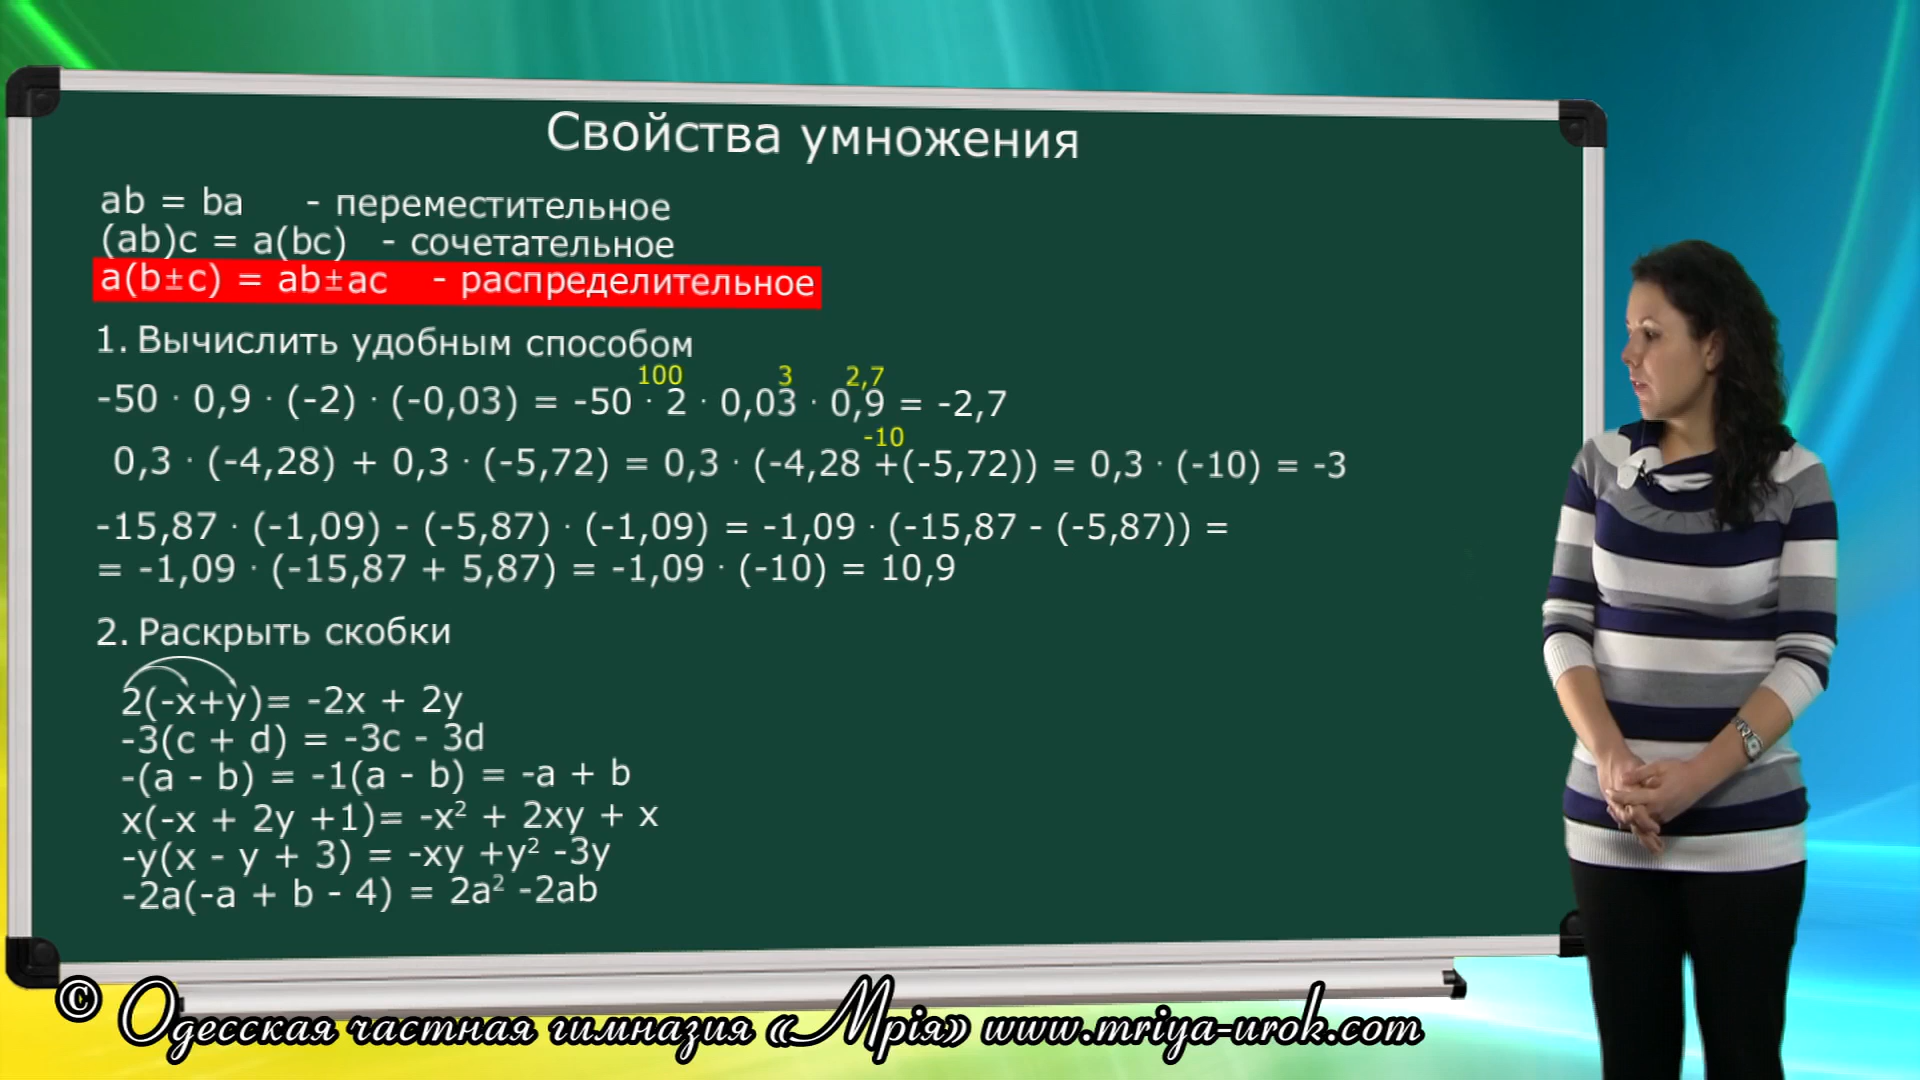 Свойства умножения
ab = ba - переместительное
(ab)c = a(bc) - сочетательное
a(b±c) = ab±ac - распределительное
1. Вычислить удобным способом
100 3 2,7
-50 · 0,9 · (-2) · (-0,03) = -50 · 2 · 0,03 · 0,9 = -2,7
-10
0,3 · (-4,28) + 0,3 · (-5,72) = 0,3 · (-4,28 +(-5,72)) = 0,3 · (-10) = -3
-15,87 · (-1,09) - (-5,87) · (-1,09) = -1,09 · (-15,87 - (-5,87)) =
= -1,09 · (-15,87 + 5,87) = -1,09 · (-10) = 10,9
2. Раскрыть скобки
2(-x+y)= -2x + 2y
-3(c + d) = -3c - 3d
-(a - b) = -1(a - b) = -a + b
x(-x + 2y +1)= -x² + 2xy + x
-y(x - y + 3) = -xy +y² -3y
-2a(-a + b - 4) = 2a² -2ab
© Одесская частная гимназия «Мрія» www.mriya-urok.com